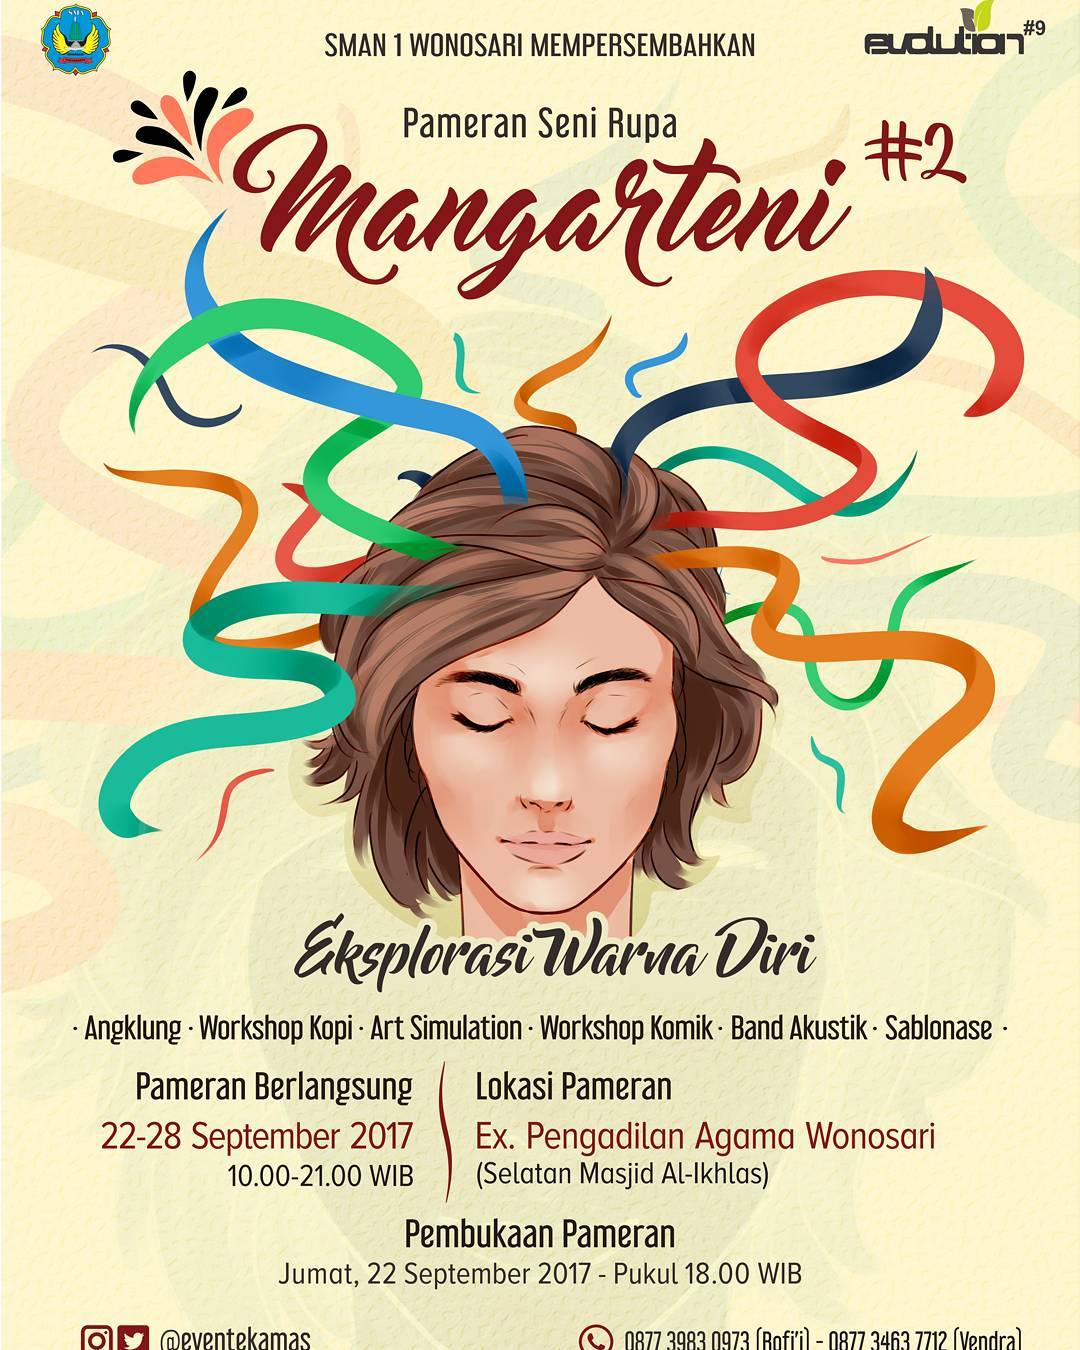 SMAN 1 WONOSARI MEMPERSEMBAHKAN
evolution #9
Pameran Seni Rupa
Mangarteni #2
Eksplorasi Warna Diri
· Angklung · Workshop Kopi · Art Simulation · Workshop Komik · Band Akustik · Sablonase ·
Pameran Berlangsung
22-28 September 2017
10.00-21.00 WIB
Lokasi Pameran
Ex. Pengadilan Agama Wonosari
(Selatan Masjid Al-Ikhlas)
Pembukaan Pameran
Jumat, 22 September 2017 - Pukul 18.00 WIB
@eventekamas
0877 3983 0973 (Rofi'i) - 0877 3463 7712 (Vendra)